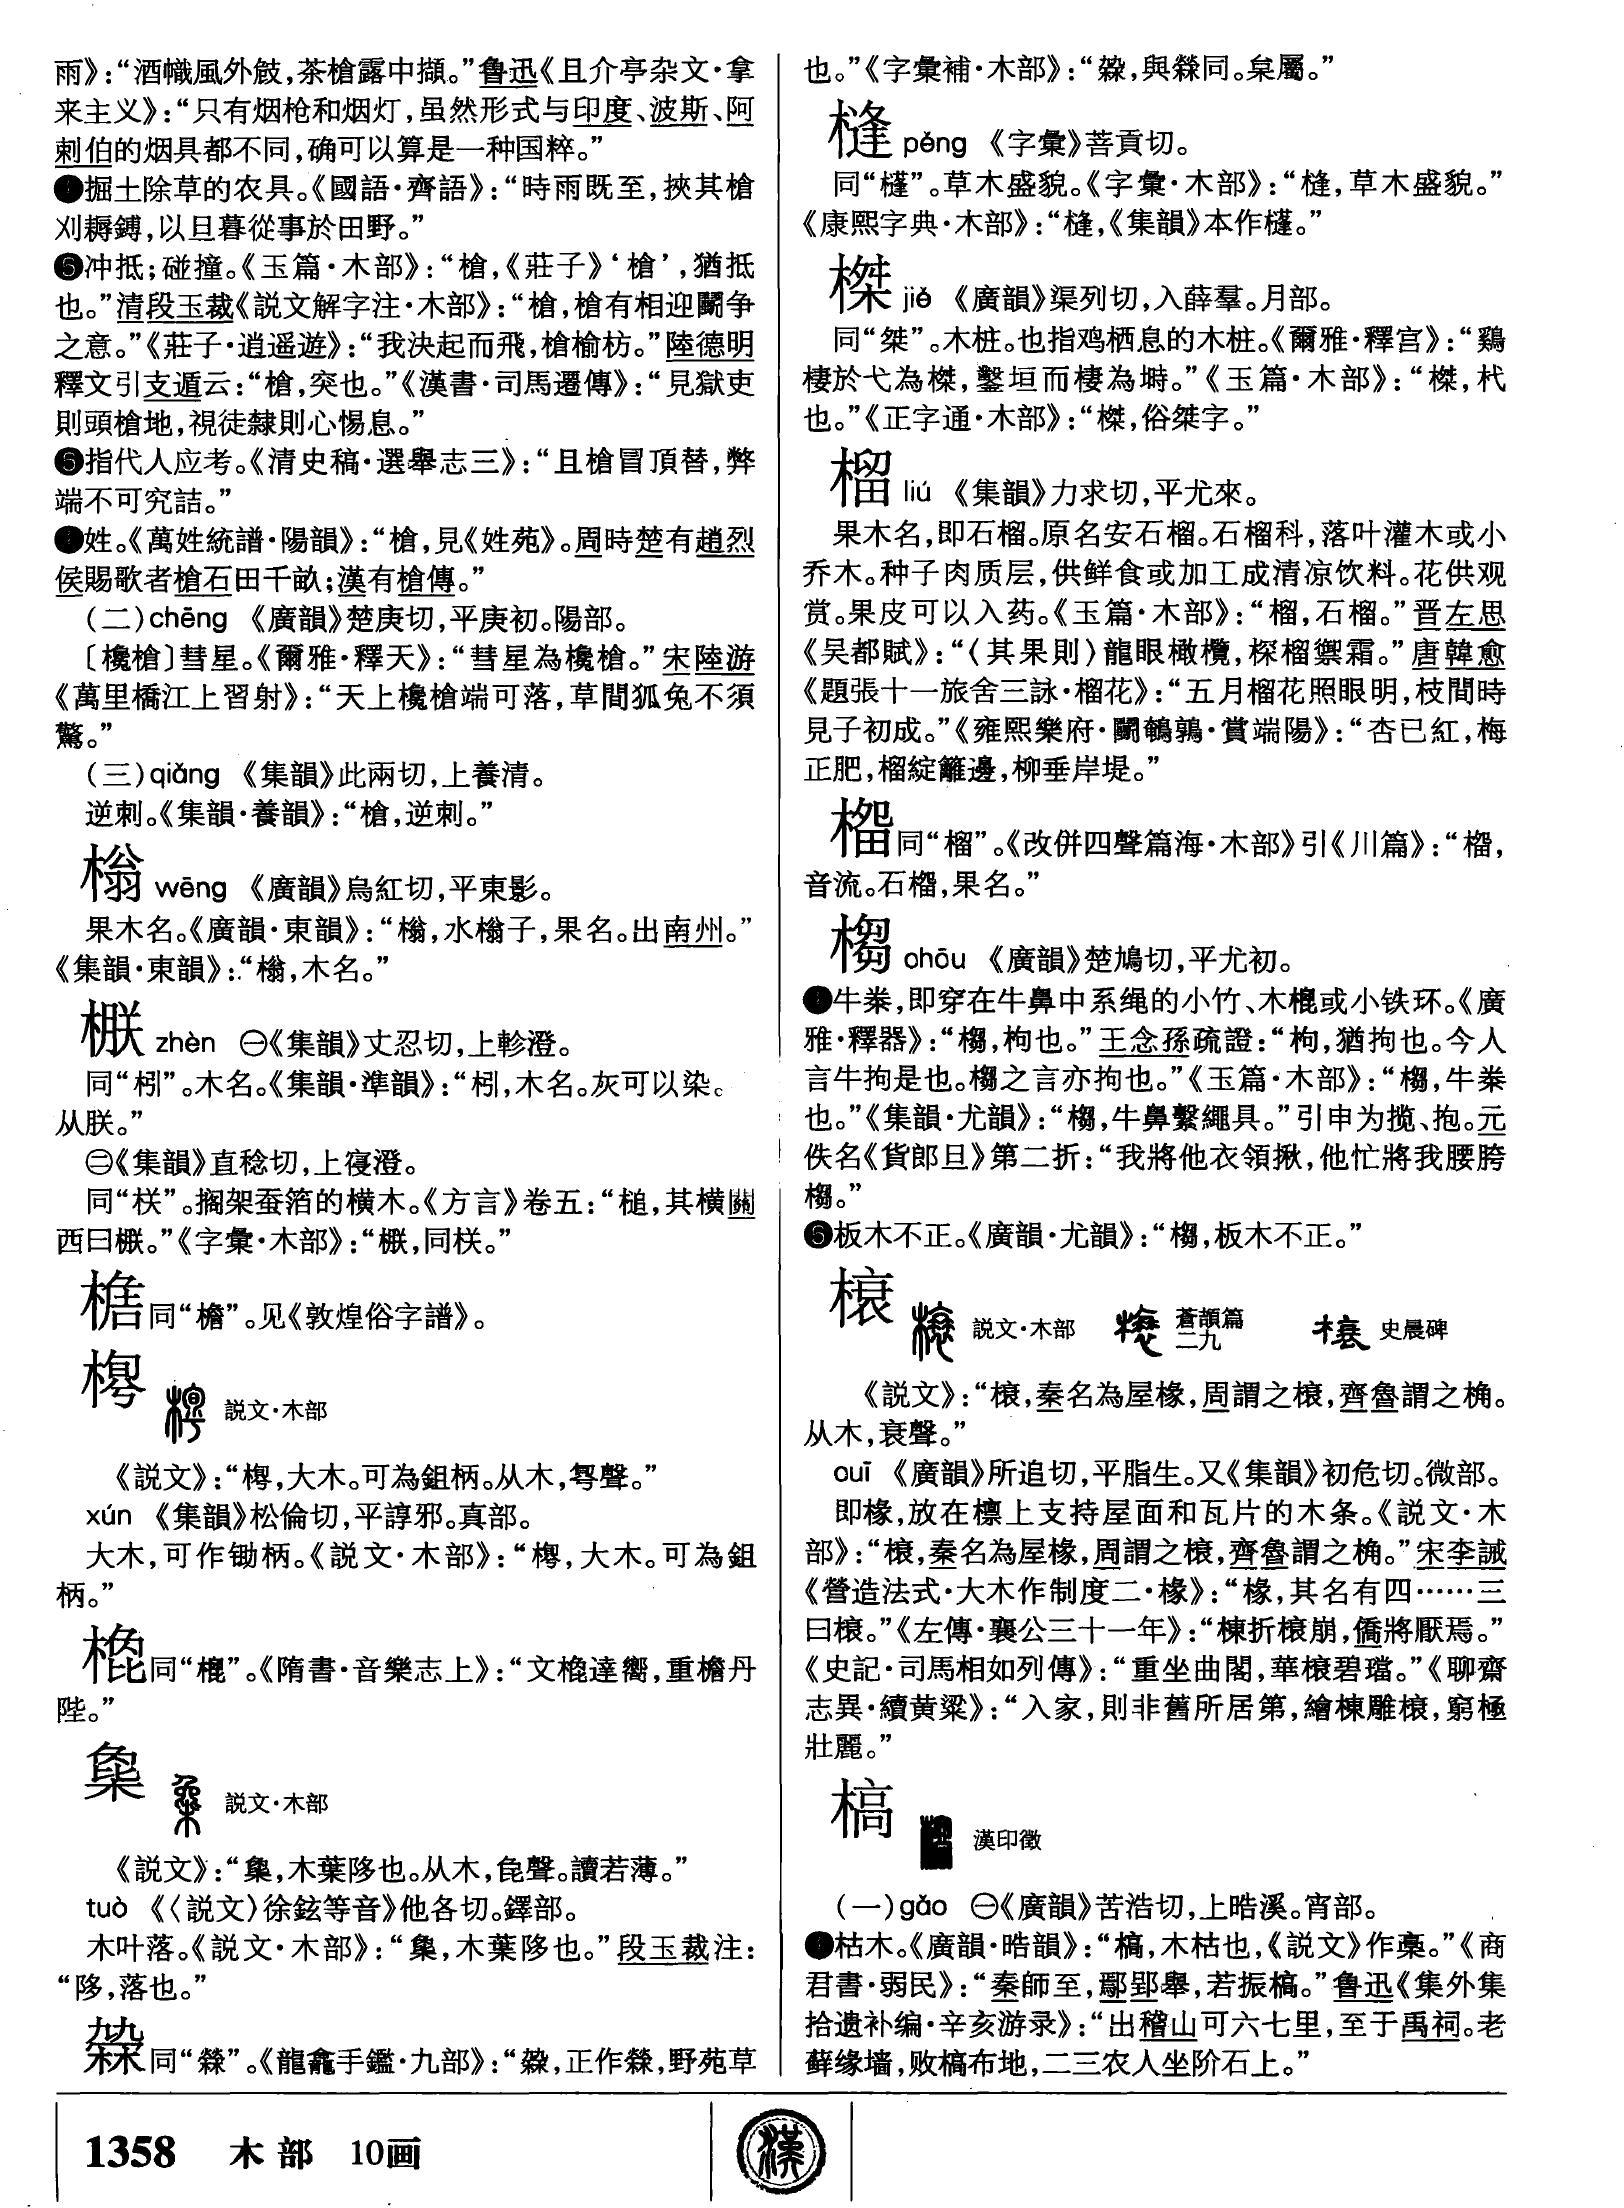 雨》：“酒幟風外㩻，茶槍露中擷。”魯迅《且介亭杂文·拿
来主义》：“只有烟枪和烟灯，虽然形式与印度、波斯、阿
剌伯的烟具都不同，确可以算是一种国粹。”
❹掘土除草的农具。《國語·齊語》：“時雨既至，挾其槍
刈耨鎛，以旦暮從事於田野。”
❺冲抵；碰撞。《玉篇·木部》：“槍，《莊子》‘槍’，猶抵
也。”清段玉裁《説文解字注·木部》：“槍，槍有相迎鬭争
之意。”《莊子·逍遥遊》：“我決起而飛，槍榆枋。”陸德明
釋文引支遁云：“槍，突也。”《漢書·司馬遷傳》：“見獄吏
則頭槍地，視徒隸則心惕息。”
❻指代人应考。《清史稿·選舉志三》：“且槍冒頂替，弊
端不可究詰。”
❼姓。《萬姓統譜·陽韻》：“槍，見《姓苑》。周時楚有趙烈
侯賜歌者槍石田千畝；漢有槍傳。”
（二）chēng 《廣韻》楚庚切，平庚初。陽部。
〔欃槍〕彗星。《爾雅·釋天》：“彗星為欃槍。”宋陸游
《萬里橋江上習射》：“天上欃槍端可落，草間狐兔不須
驚。”
（三）qiǎng 《集韻》此兩切，上養清。
逆刺。《集韻·養韻》：“槍，逆刺。”
㮬 wēng 《廣韻》烏紅切，平東影。
果木名。《廣韻·東韻》：“㮬，水㮬子，果名。出南州。”
《集韻·東韻》：“㮬，木名。”
栚 zhèn ㊀《集韻》丈忍切，上軫澄。
同“栘”。木名。《集韻·準韻》：“木名。灰可以染。
从朕。”
㊁《集韻》直稔切，上寑澄。
同“栚”。搁架蚕箔的横木。《方言》卷五：“槌，其横關
西曰㮳。”《字彙·木部》：“㮳，同栚。”
同“檐”。见《敦煌俗字譜》。
㮮 説文·木部
《説文》：“㮮，大木。可為鉏柄。从木，𠷎聲。”
xún 《集韻》松倫切，平諄邪。真部。
大木，可作锄柄。《説文·木部》：“㮮，大木。可為鉏
柄。”
㮰同“榥”。《隋書·音樂志上》：“文㮰達嚮，重檐丹
陛。”
㯡 説文·木部
《説文》：“木葉陊也。从木，㲋聲。讀若薄。”
tuò 《〈説文〉徐鉉等音》他各切。鐸部。
木叶落。《説文·木部》：“木葉陊也。”段玉裁注：
“陊，落也。”
同“檾”。《龍龕手鑑·九部》：“正作檾，野苑草
也。”《字彙補·木部》：“與檾同。枲屬。”
槰 pěng 《字彙》菩貢切。
同“㯁”。草木盛貌。《字彙·木部》：“槰，草木盛貌。”
《康熙字典·木部》：“槰，《集韻》本作㯁。”
榤 jié 《廣韻》渠列切，入薛羣。月部。
同“桀”。木桩。也指鸡栖息的木桩。《爾雅·釋宫》：“鷄
棲於弋為榤，鑿垣而棲為塒。”《玉篇·木部》：“榤，杙
也。”《正字通·木部》：“榤，俗桀字。”
榴 liú 《集韻》力求切，平尤來。
果木名，即石榴。原名安石榴。石榴科，落叶灌木或小
乔木。种子肉质层，供鲜食或加工成清凉饮料。花供观
赏。果皮可以入药。《玉篇·木部》：“榴，石榴。”晋左思
《吴都賦》：“（其果則）龍眼橄欖，棎榴禦霜。”唐韓愈
《題張十一旅舍三詠·榴花》：“五月榴花照眼明，枝間時
見子初成。”《雍熙樂府·鬭鵪鶉·賞端陽》：“杏已紅，梅
正肥，榴綻籬邊，柳垂岸堤。”
同“榴”。《改併四聲篇海·木部》引《川篇》：“
音流。石榴，果名。”
㮲 chōu 《廣韻》楚鳩切，平尤初。
❶牛桊，即穿在牛鼻中系绳的小竹、木棍或小铁环。《廣
雅·釋器》：“㮲，枸也。”王念孫疏證：“枸，猶拘也。今人
言牛拘是也。㮲之言亦拘也。”《玉篇·木部》：“㮲，牛桊
也。”《集韻·尤韻》：“㮲，牛鼻繫繩具。”引申为揽、抱。元
佚名《貨郎旦》第二折：“我將他衣領揪，他忙將我腰胯
㮲。”
❷板木不正。《廣韻·尤韻》：“㮲，板木不正。”
榱 説文·木部 蒼頡篇二九 史晨碑
《説文》：“榱，秦名為屋椽，周謂之榱，齊魯謂之桷。
从木，衰聲。”
cuī 《廣韻》所追切，平脂生。又《集韻》初危切。微部。
即椽，放在檩上支持屋面和瓦片的木条。《説文·木
部》：“榱，秦名為屋椽，周謂之榱，齊魯謂之桷。”宋李誡
《營造法式·大木作制度二·椽》：“椽，其名有四……三
曰榱。”《左傳·襄公三十一年》：“棟折榱崩，僑將厭焉。”
《史記·司馬相如列傳》：“重坐曲閣，華榱碧璫。”《聊齋
志異·續黄粱》：“入家，則非舊所居第，繪棟雕榱，窮極
壯麗。”
槁 漢印徵
（一）gǎo ㊀《廣韻》苦浩切，上晧溪。宵部。
❶枯木。《廣韻·晧韻》：“槁，木枯也，《説文》作槀。”《商
君書·弱民》：“秦師至，鄢郢舉，若振槁。”鲁迅《集外集
拾遗补编·辛亥游录》：“出稽山可六七里，至于禹祠。老
藓缘墙，败槁布地，二三农人坐阶石上。”
1358 木部 10画
漢